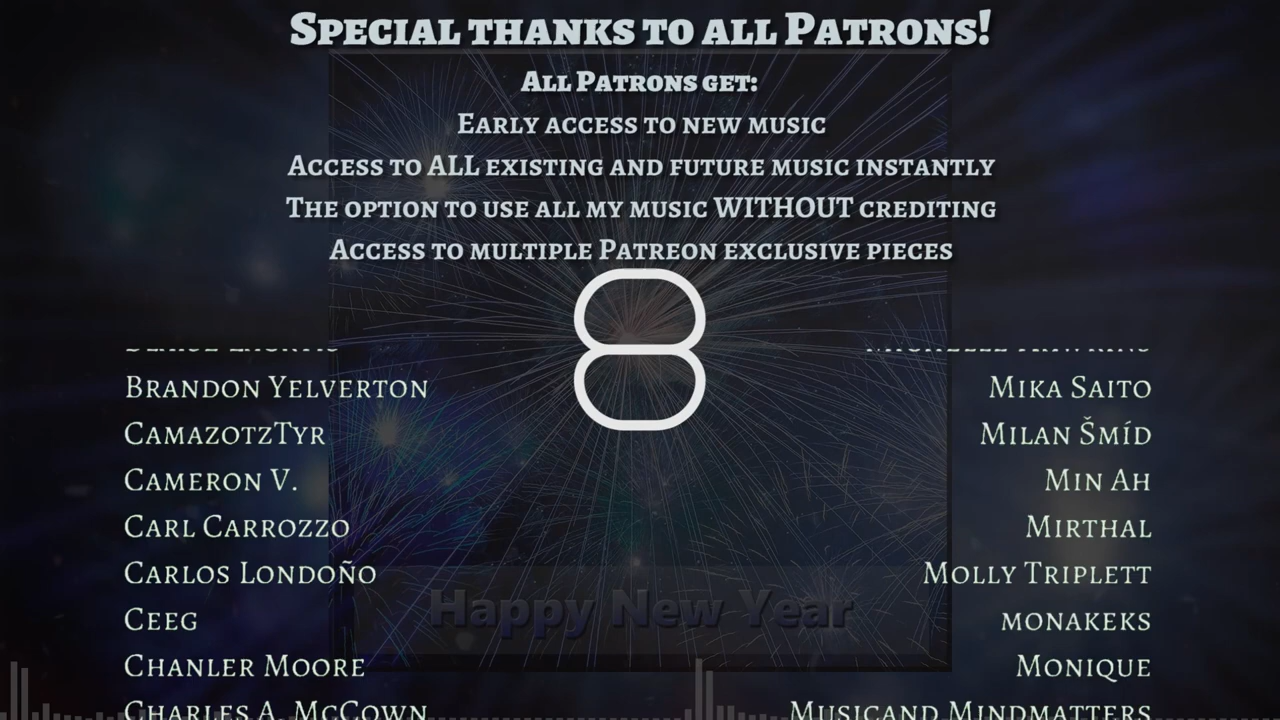 Special thanks to all Patrons!
All Patrons get:
Early access to new music
Access to ALL existing and future music instantly
The option to use all my music WITHOUT crediting
Access to multiple Patreon exclusive pieces
8
Brandon Yelverton
Mika Saito
CamazotzTyr
Milan Šmíd
Cameron V.
Min Ah
Carl Carrozzo
Mirthal
Carlos Londoño
Molly Triplett
Happy New Year
Ceeg
monakeks
Chanler Moore
Monique
Charles A. McCown
Musicand Mindmatters